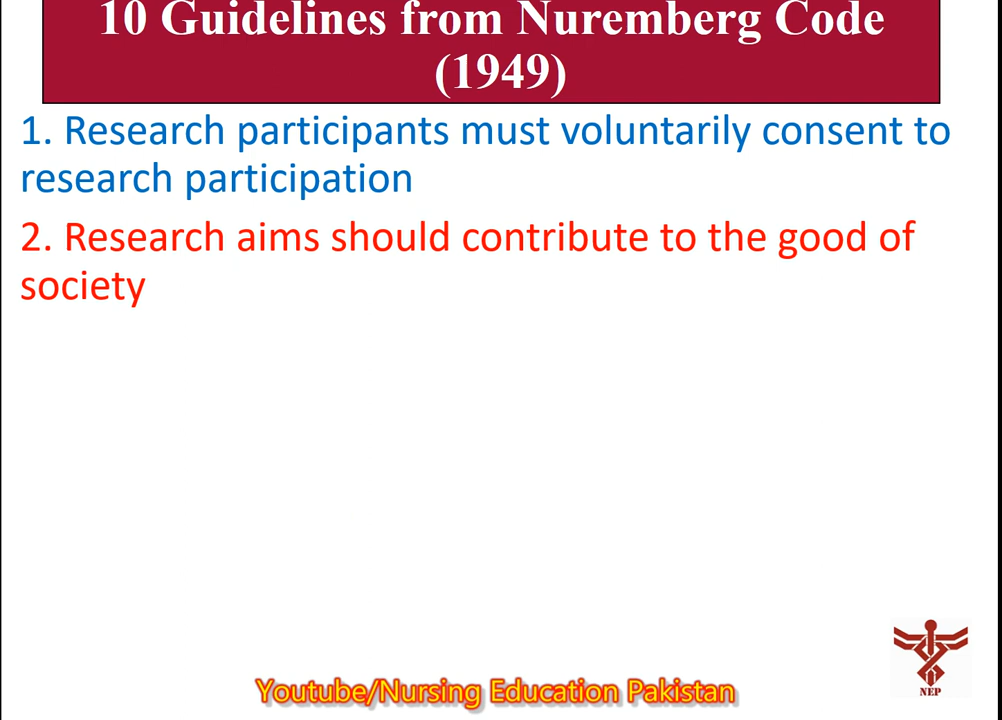 10 Guidelines from Nuremberg Code
(1949)
1. Research participants must voluntarily consent to
research participation
2. Research aims should contribute to the good of
society
NEP
Youtube/Nursing Education Pakistan